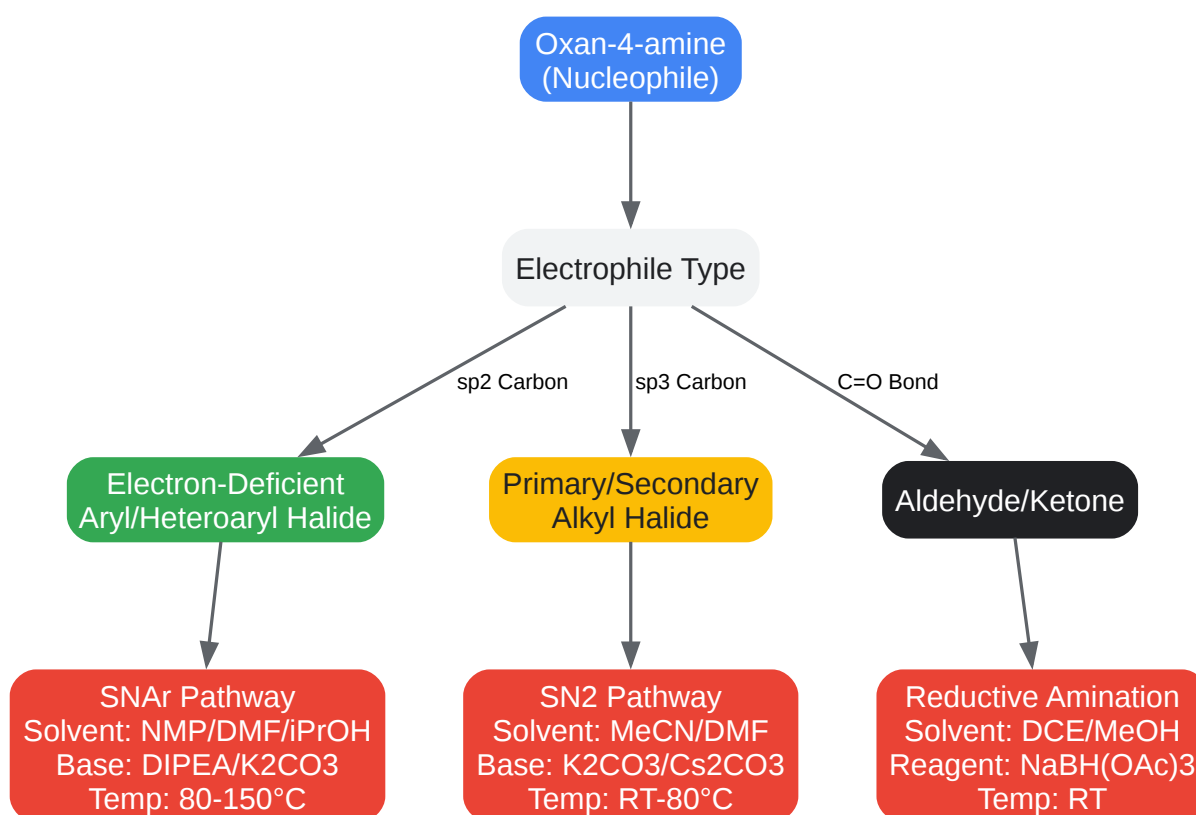 Oxan-4-amine
(Nucleophile)
Electrophile Type
sp2 Carbon
sp3 Carbon
C=O Bond
Electron-Deficient
Aryl/Heteroaryl Halide
Primary/Secondary
Alkyl Halide
Aldehyde/Ketone
SNAr Pathway
Solvent: NMP/DMF/iPrOH
Base: DIPEA/K2CO3
Temp: 80-150°C
SN2 Pathway
Solvent: MeCN/DMF
Base: K2CO3/Cs2CO3
Temp: RT-80°C
Reductive Amination
Solvent: DCE/MeOH
Reagent: NaBH(OAc)3
Temp: RT